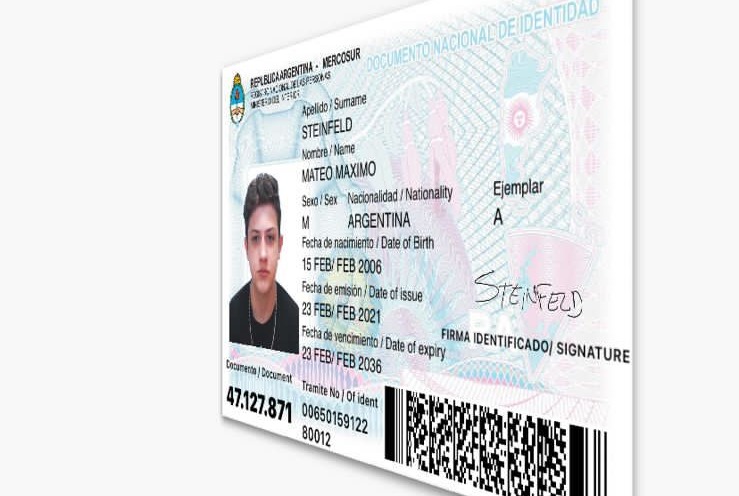 DOCUMENTO NACIONAL DE IDENTIDAD
REPUBLICA ARGENTINA - MERCOSUR
REGISTRO NACIONAL DE LAS PERSONAS
MINISTERIO DEL INTERIOR
Apellido / Surname
STEINFELD
Nombre / Name
MATEO MAXIMO
Sexo / Sex Nacionalidad / Nationality
M ARGENTINA
Ejemplar
A
Fecha de nacimiento / Date of Birth
15 FEB/ FEB 2006
Fecha de emisión / Date of issue
23 FEB/ FEB 2021
Fecha de vencimiento / Date of expiry
23 FEB/ FEB 2036
STEINFELD
FIRMA IDENTIFICADO/ SIGNATURE
Documento / Document
47.127.871
Tramite No / Of ident
00650159122
80012